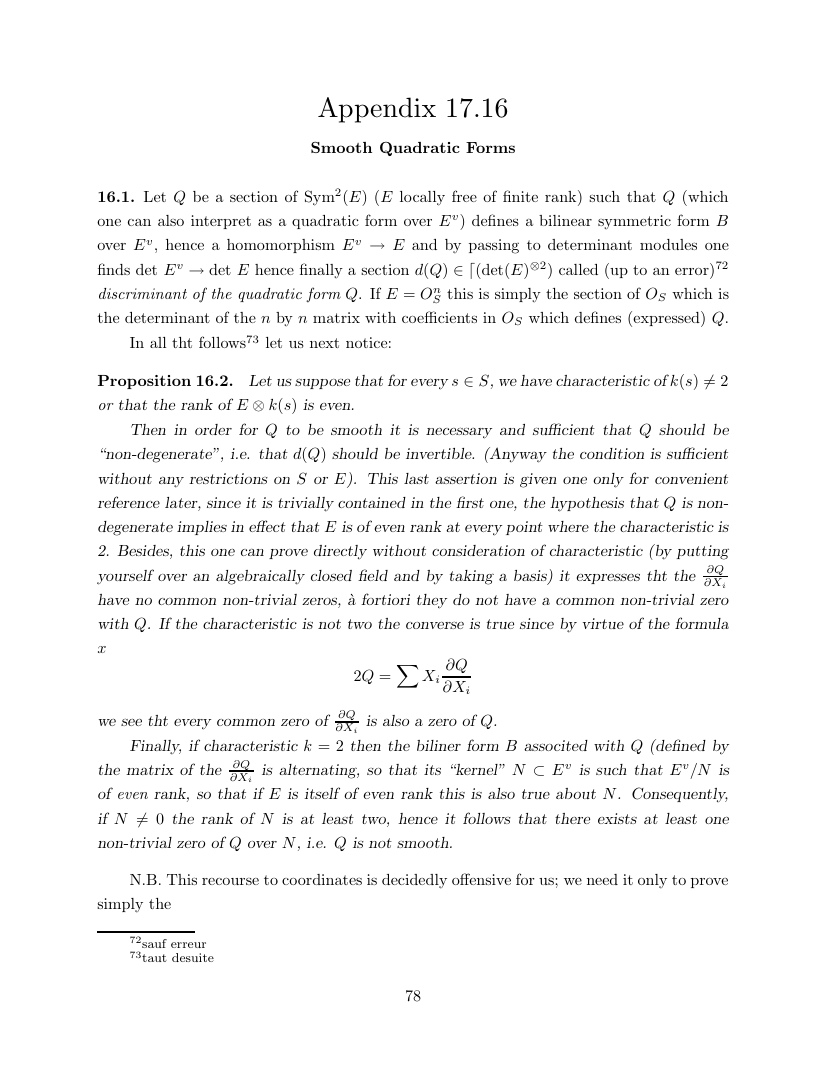 Appendix 17.16
Smooth Quadratic Forms
16.1. Let Q be a section of Sym²(E) (E locally free of finite rank) such that Q (which
one can also interpret as a quadratic form over Eᵛ) defines a bilinear symmetric form B
over Eᵛ, hence a homomorphism Eᵛ → E and by passing to determinant modules one
finds det Eᵛ → det E hence finally a section d(Q) ∈ ⌈(det(E)^{⊗2}) called (up to an error)⁷²
discriminant of the quadratic form Q. If E = O_S^n this is simply the section of O_S which is
the determinant of the n by n matrix with coefficients in O_S which defines (expressed) Q.
In all tht follows⁷³ let us next notice:
Proposition 16.2. Let us suppose that for every s ∈ S, we have characteristic of k(s) ≠ 2
or that the rank of E ⊗ k(s) is even.
Then in order for Q to be smooth it is necessary and sufficient that Q should be
“non-degenerate”, i.e. that d(Q) should be invertible. (Anyway the condition is sufficient
without any restrictions on S or E). This last assertion is given one only for convenient
reference later, since it is trivially contained in the first one, the hypothesis that Q is non-
degenerate implies in effect that E is of even rank at every point where the characteristic is
2. Besides, this one can prove directly without consideration of characteristic (by putting
yourself over an algebraically closed field and by taking a basis) it expresses tht the ∂Q/∂X_i
have no common non-trivial zeros, à fortiori they do not have a common non-trivial zero
with Q. If the characteristic is not two the converse is true since by virtue of the formula
x
2Q = ∑ X_i ∂Q/∂X_i
we see tht every common zero of ∂Q/∂X_i is also a zero of Q.
Finally, if characteristic k = 2 then the biliner form B associted with Q (defined by
the matrix of the ∂Q/∂X_i is alternating, so that its “kernel” N ⊂ Eᵛ is such that Eᵛ/N is
of even rank, so that if E is itself of even rank this is also true about N. Consequently,
if N ≠ 0 the rank of N is at least two, hence it follows that there exists at least one
non-trivial zero of Q over N, i.e. Q is not smooth.
N.B. This recourse to coordinates is decidedly offensive for us; we need it only to prove
simply the
⁷²sauf erreur
⁷³taut desuite
78